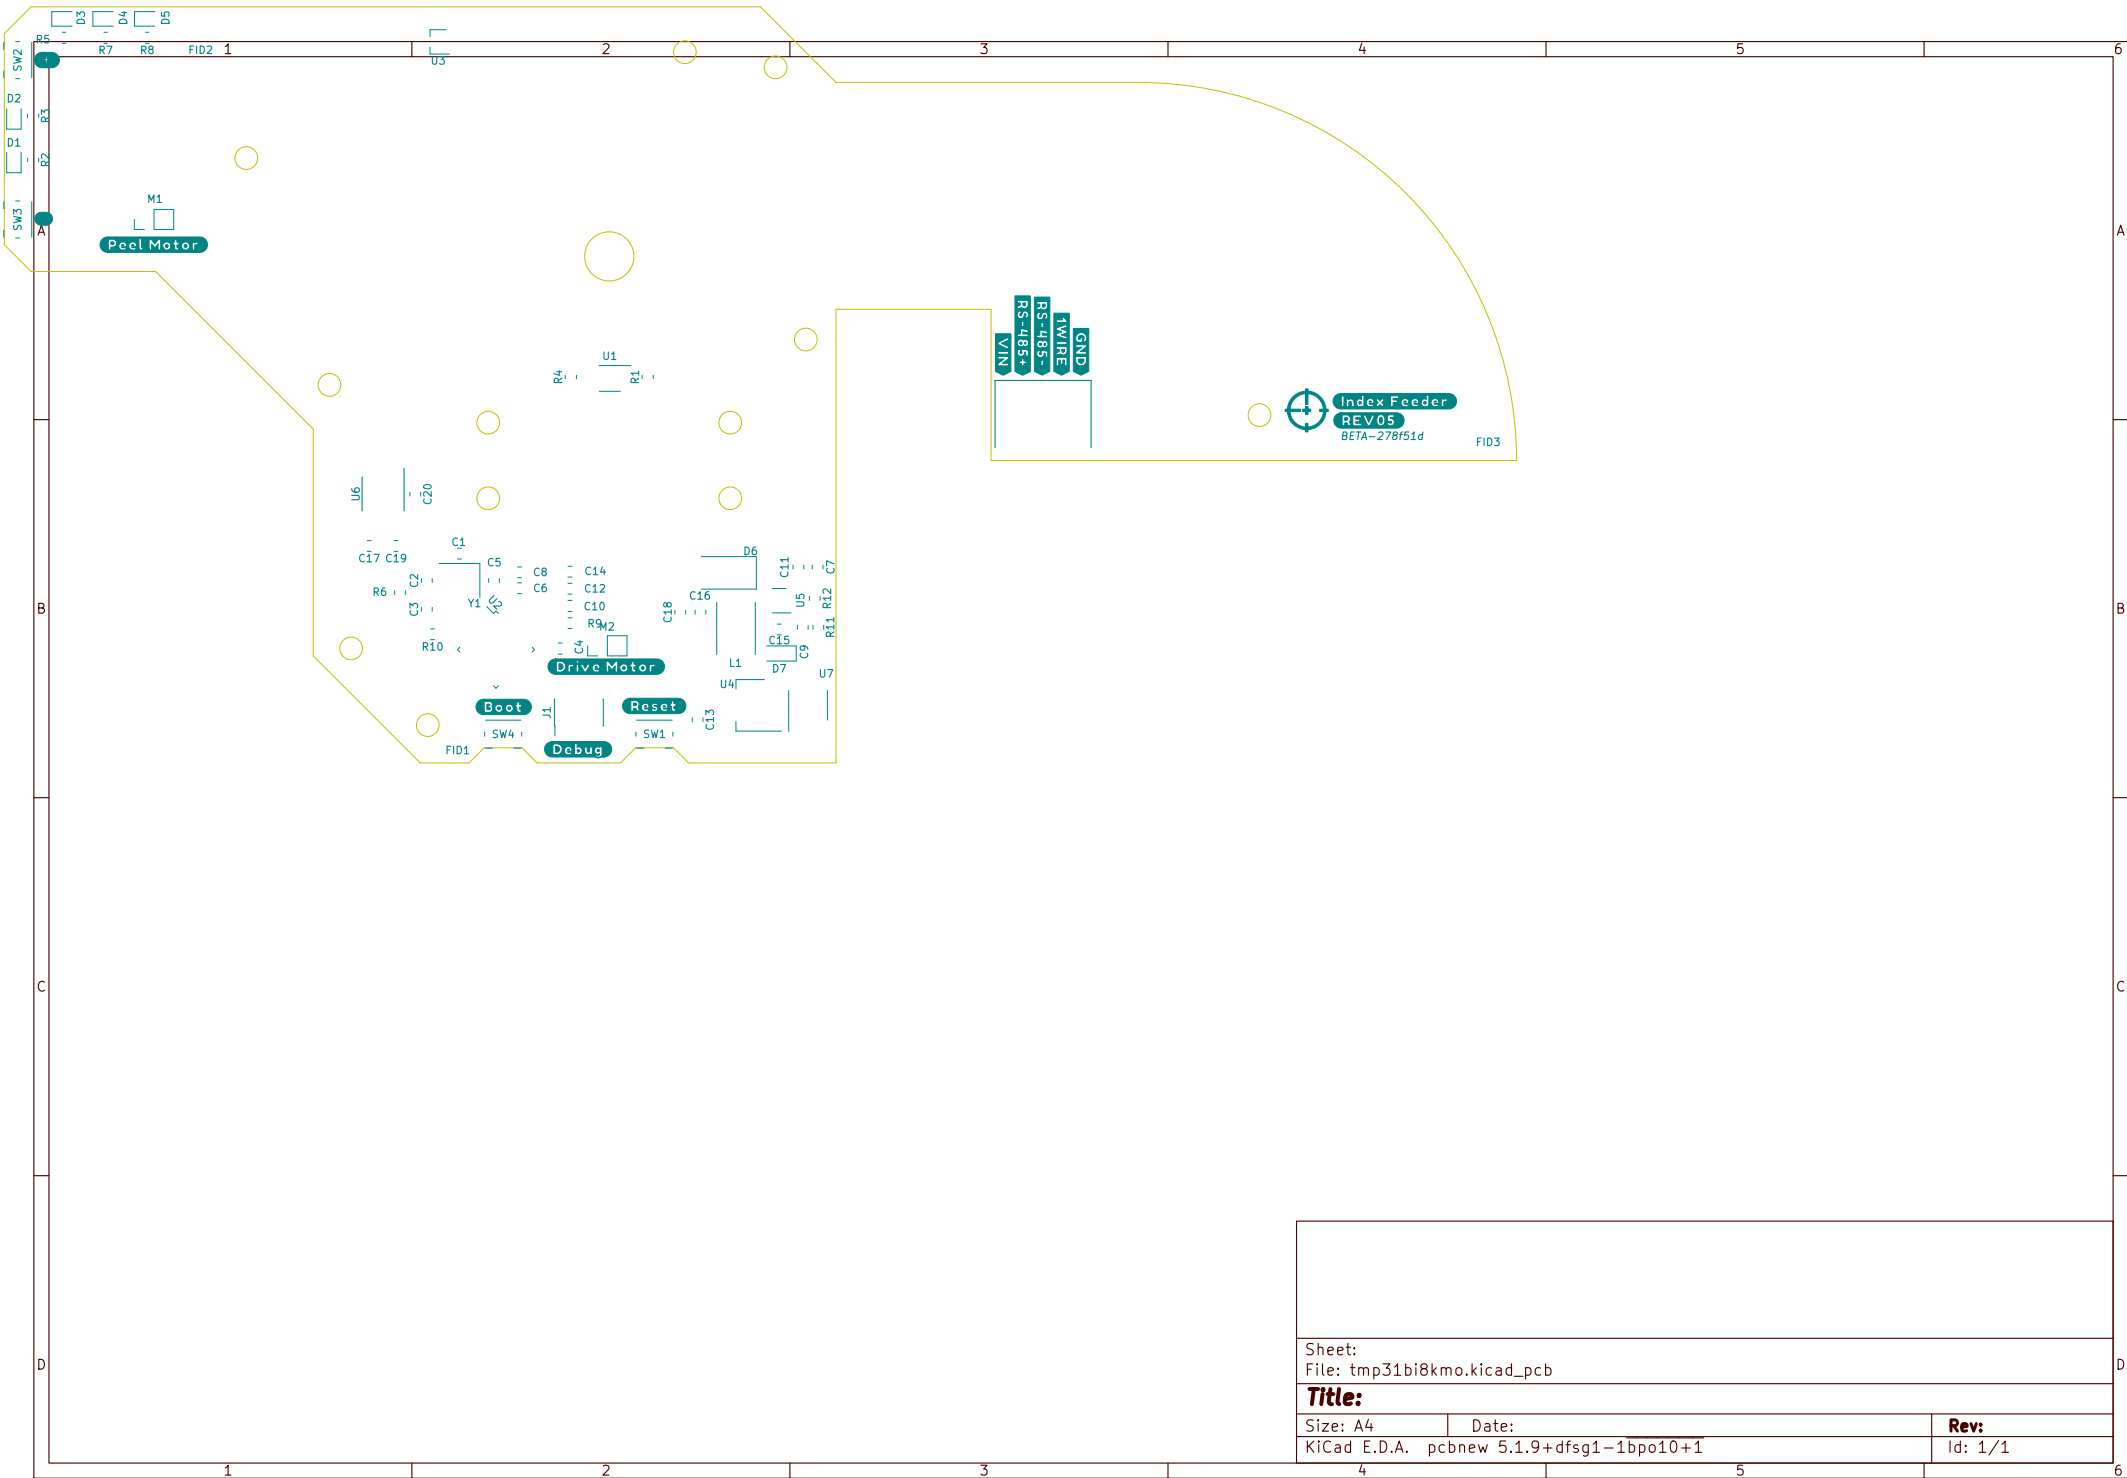 D3 D4 D5
R5 R7 R8 FID2
1 2 3 4 5 6
SW2 +
U3
D2
R3
D1
R2
M1
SW3
A A
Peel Motor
VIN RS-485+ RS-485- 1WIRE GND
U1
R4 R1
Index Feeder
REV05
BETA-278f51d
FID3
U6 C20
C1 D6
C17 C19 C5 C8 C14 C11 C7
C2 C6 C12
R6 C16 U5 R12
C3 Y1 U2 C10 C18
B B
R9 M2 R11
R10 C4 C15 C9
Drive Motor L1 D7
U7
U4
Boot J1 Reset C13
SW4 SW1
FID1 Debug
C C
Sheet:
File: tmp31bi8kmo.kicad_pcb
D D
Title:
Size: A4 Date: Rev:
KiCad E.D.A. pcbnew 5.1.9+dfsg1-1bpo10+1 Id: 1/1
1 2 3 4 5 6